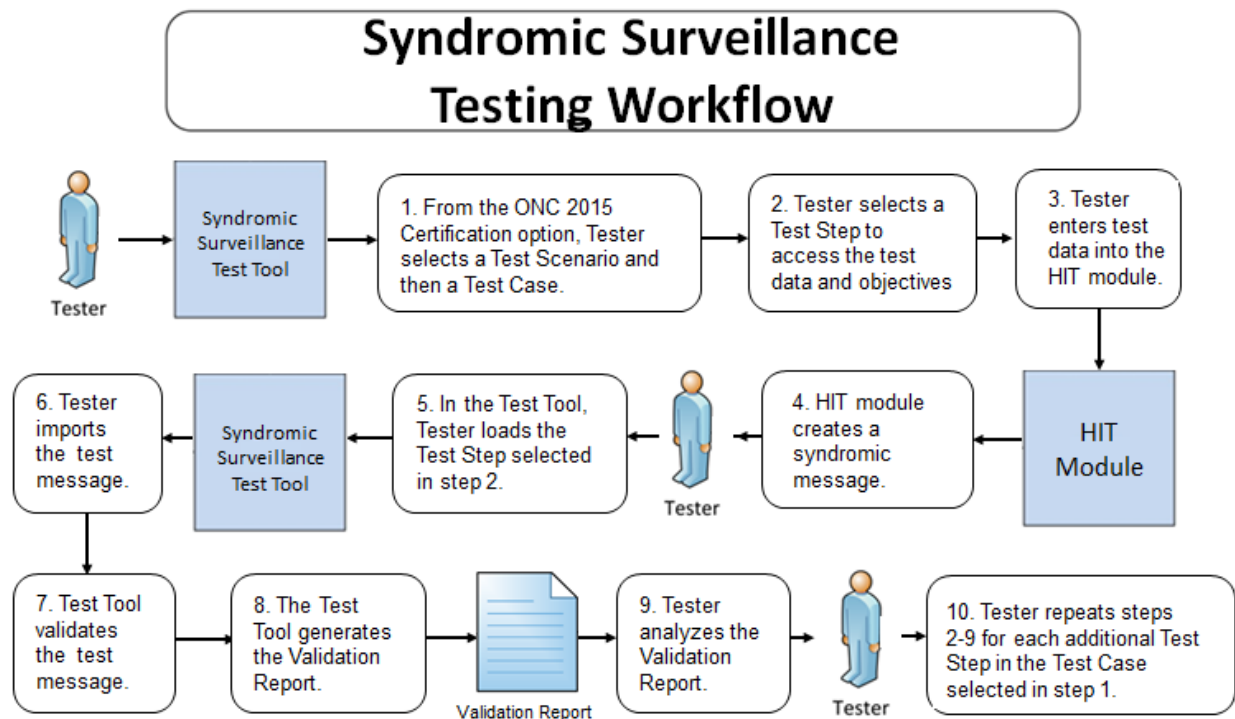 Syndromic Surveillance
Testing Workflow
Tester
Syndromic
Surveillance
Test Tool
1. From the ONC 2015
Certification option, Tester
selects a Test Scenario and
then a Test Case.
2. Tester selects a
Test Step to
access the test
data and objectives
3. Tester
enters test
data into the
HIT module.
HIT
Module
4. HIT module
creates a
syndromic
message.
Tester
5. In the Test Tool,
Tester loads the
Test Step selected
in step 2.
Syndromic
Surveillance
Test Tool
6. Tester
imports
the test
message.
7. Test Tool
validates
the test
message.
8. The Test
Tool generates
the Validation
Report.
Validation Report
9. Tester
analyzes the
Validation
Report.
Tester
10. Tester repeats steps
2-9 for each additional Test
Step in the Test Case
selected in step 1.